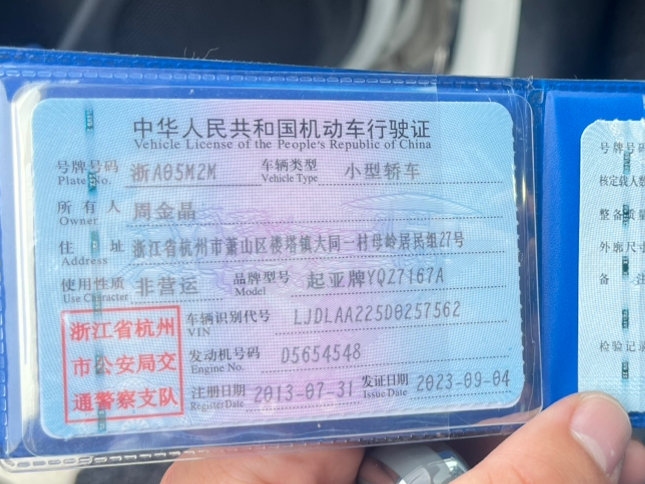 中华人民共和国机动车行驶证
Vehicle License of the People's Republic of China
号牌号码 浙A05M2M 车辆类型 小型轿车
Plate No. Vehicle Type
所有人 周金晶
Owner
住址 浙江省杭州市萧山区楼塔镇大同一村母岭居民组27号
Address
使用性质 非营运 品牌型号 起亚牌YQZ7167A
Use Character Model
浙江省杭州
市公安局交
通警察支队
车辆识别代号 LJDLAA225D0257562
VIN
发动机号码 D5654548
Engine No.
注册日期 2013-07-31 发证日期 2023-09-04
Register Date Issue Date
号牌号码
核定载人数
整备质量
外廓尺寸
备注
检验记录